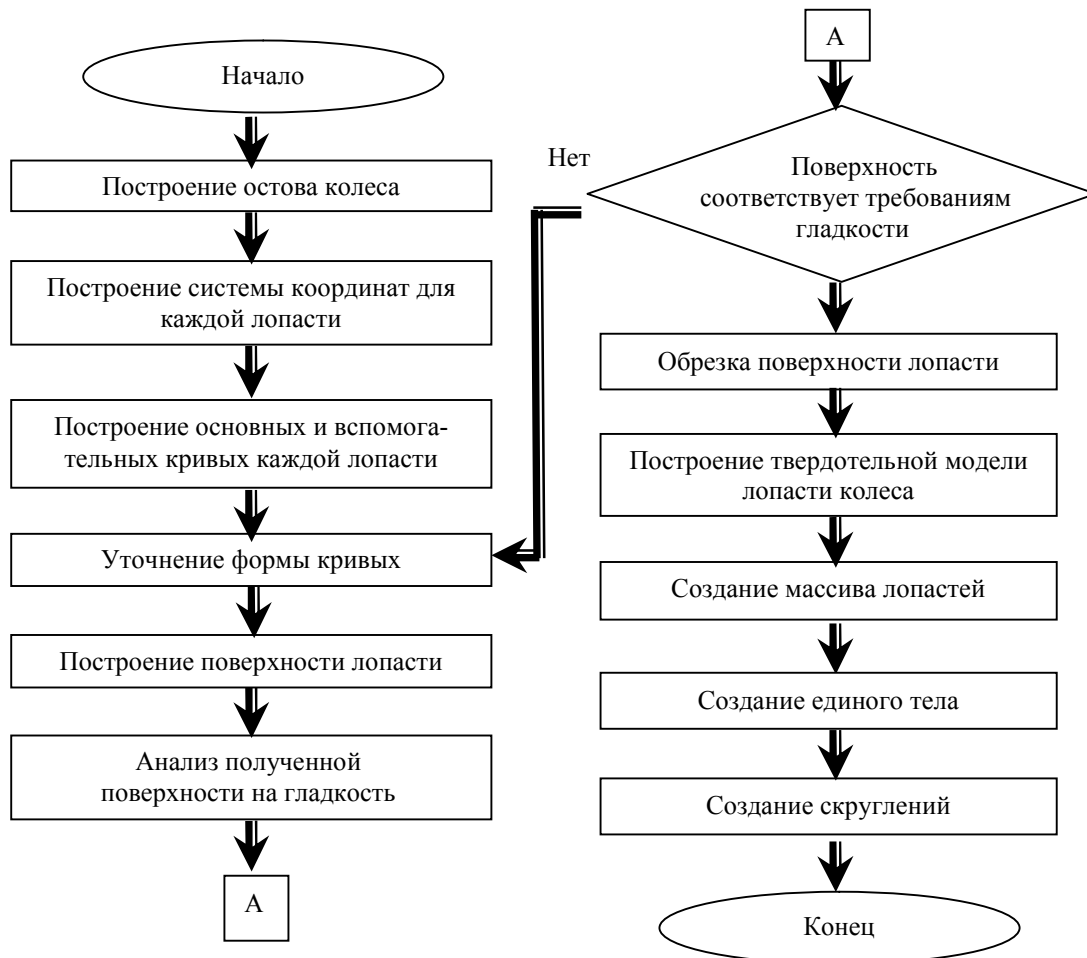 Начало
Построение остова колеса
Построение системы координат для
каждой лопасти
Построение основных и вспомога-
тельных кривых каждой лопасти
Уточнение формы кривых
Построение поверхности лопасти
Анализ полученной
поверхности на гладкость
А
А
Нет
Поверхность
соответствует требованиям
гладкости
Обрезка поверхности лопасти
Построение твердотельной модели
лопасти колеса
Создание массива лопастей
Создание единого тела
Создание скруглений
Конец